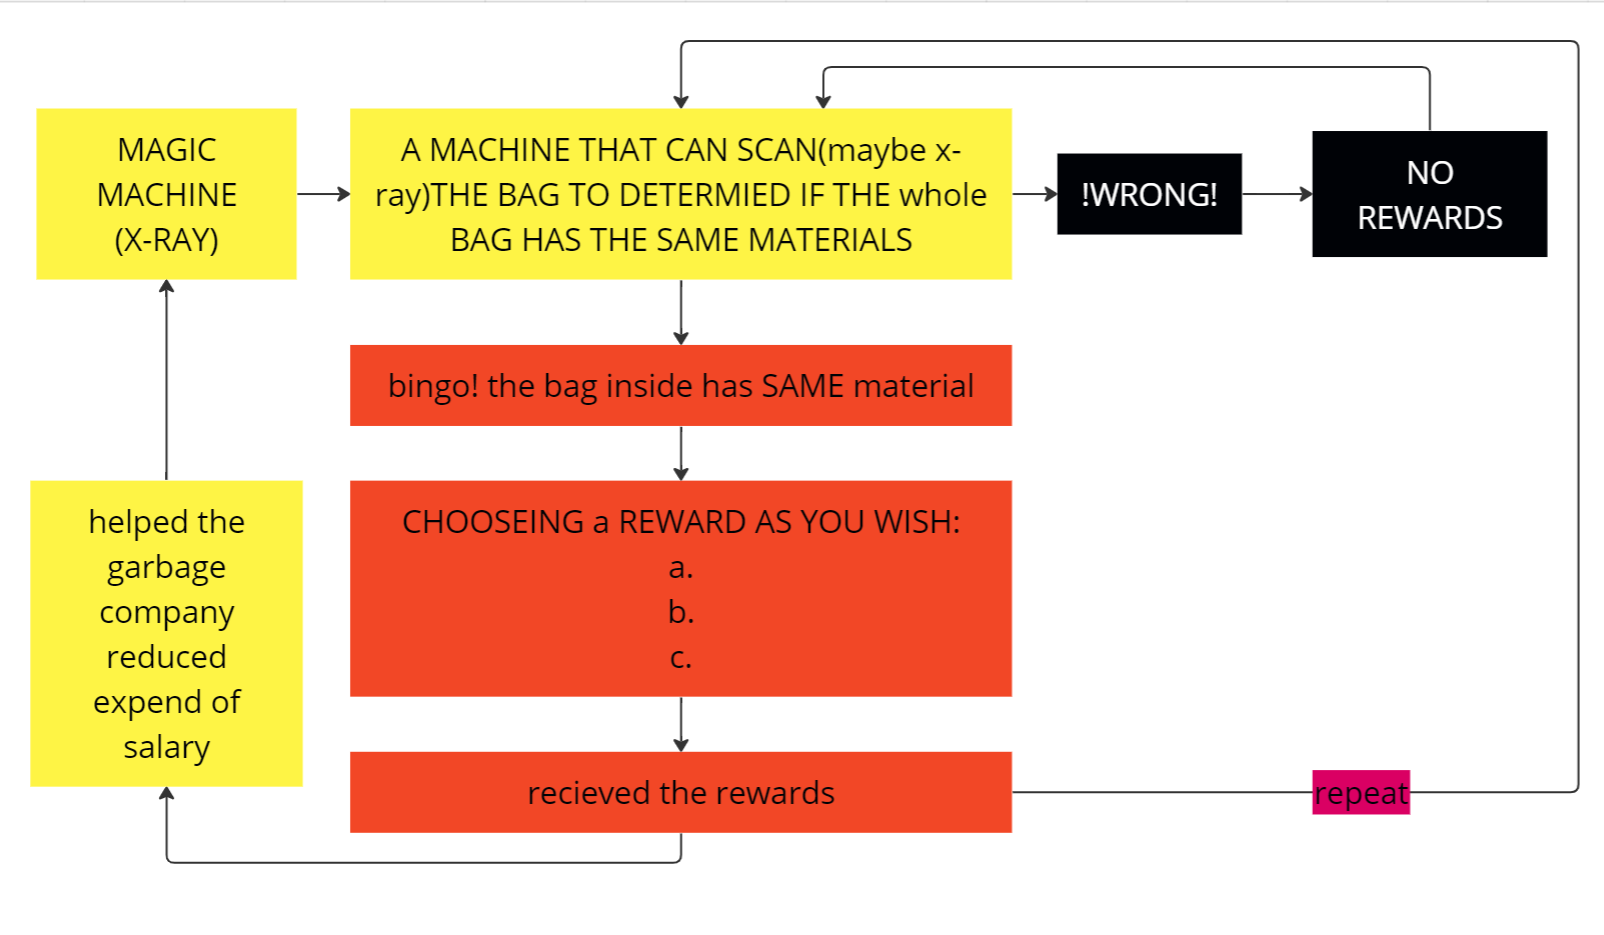 MAGIC
MACHINE
(X-RAY)
A MACHINE THAT CAN SCAN(maybe x-
ray)THE BAG TO DETERMIED IF THE whole
BAG HAS THE SAME MATERIALS
!WRONG!
NO
REWARDS
bingo! the bag inside has SAME material
helped the
garbage
company
reduced
expend of
salary
CHOOSEING a REWARD AS YOU WISH:
a.
b.
c.
recieved the rewards
repeat